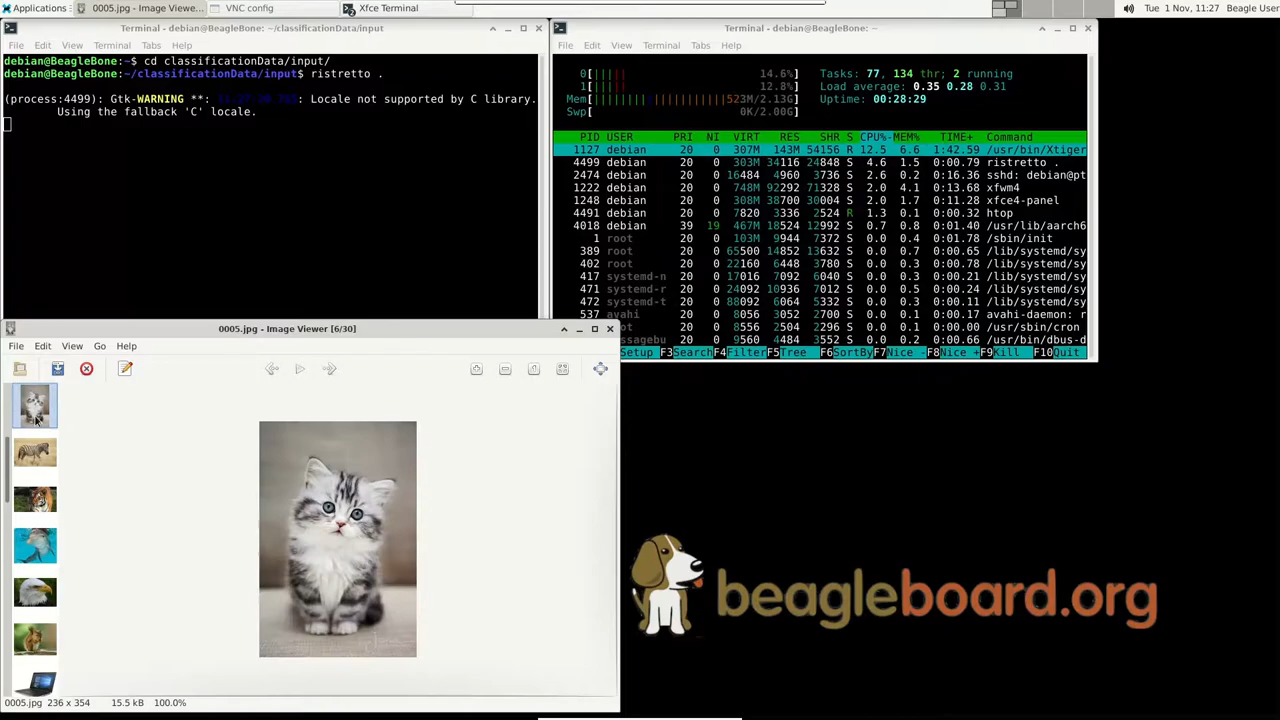 Applications
0005.jpg - Image Viewe...
VNC config
Xfce Terminal
Tue 1 Nov, 11:27 Beagle User
Terminal - debian@BeagleBone: ~/classificationData/input
File Edit View Terminal Tabs Help
debian@BeagleBone:~$ cd classificationData/input/
debian@BeagleBone:~/classificationData/input$ ristretto .
(process:4499): Gtk-WARNING **: : Locale not supported by C library.
Using the fallback 'C' locale.
Terminal - debian@BeagleBone: ~
File Edit View Terminal Tabs Help
0[||||| 14.6%] Tasks: 77, 134 thr; 2 running
1[||||| 12.8%] Load average: 0.35 0.28 0.31
Mem[||||||||||||||||||||523M/2.13G] Uptime: 00:28:29
Swp[ 0K/2.00G]
PID USER PRI NI VIRT RES SHR S CPU%-MEM% TIME+ Command
1127 debian 20 0 307M 143M 54156 R 12.5 6.6 1:42.59 /usr/bin/Xtiger
4499 debian 20 0 303M 34116 24848 S 4.6 1.5 0:00.79 ristretto .
2474 debian 20 0 16484 4960 3736 S 2.6 0.2 0:16.36 sshd: debian@pt
1222 debian 20 0 748M 92292 71328 S 2.0 4.1 0:13.68 xfwm4
1248 debian 20 0 308M 38700 30004 S 2.0 1.7 0:11.28 xfce4-panel
4491 debian 20 0 7820 3336 2524 R 1.3 0.1 0:00.32 htop
4018 debian 39 19 467M 18524 12992 S 0.7 0.8 0:01.40 /usr/lib/aarch6
1 root 20 0 103M 9944 7372 S 0.0 0.4 0:01.78 /sbin/init
389 root 20 0 65500 14852 13632 S 0.0 0.7 0:00.65 /lib/systemd/sy
402 root 20 0 22160 6448 3780 S 0.0 0.3 0:00.78 /lib/systemd/sy
417 systemd-n 20 0 17016 7092 6040 S 0.0 0.3 0:00.21 /lib/systemd/sy
471 systemd-r 20 0 24092 10936 7012 S 0.0 0.5 0:00.24 /lib/systemd/sy
472 systemd-t 20 0 88092 6064 5332 S 0.0 0.3 0:00.11 /lib/systemd/sy
537 avahi 20 0 6180 3052 2700 S 0.0 0.1 0:00.27 avahi-daemon: r
root 20 0 8556 2504 2296 S 0.0 0.1 0:00.00 /usr/sbin/cron
ssagebu 20 0 9560 4484 3552 S 0.0 0.2 0:00.66 /usr/bin/dbus-d
Setup F3Search F4Filter F5Tree F6SortBy F7Nice - F8Nice + F9Kill F10Quit
0005.jpg - Image Viewer [6/30]
File Edit View Go Help
beagleboard.org
0005.jpg 236 x 354 15.5 kB 100.0%